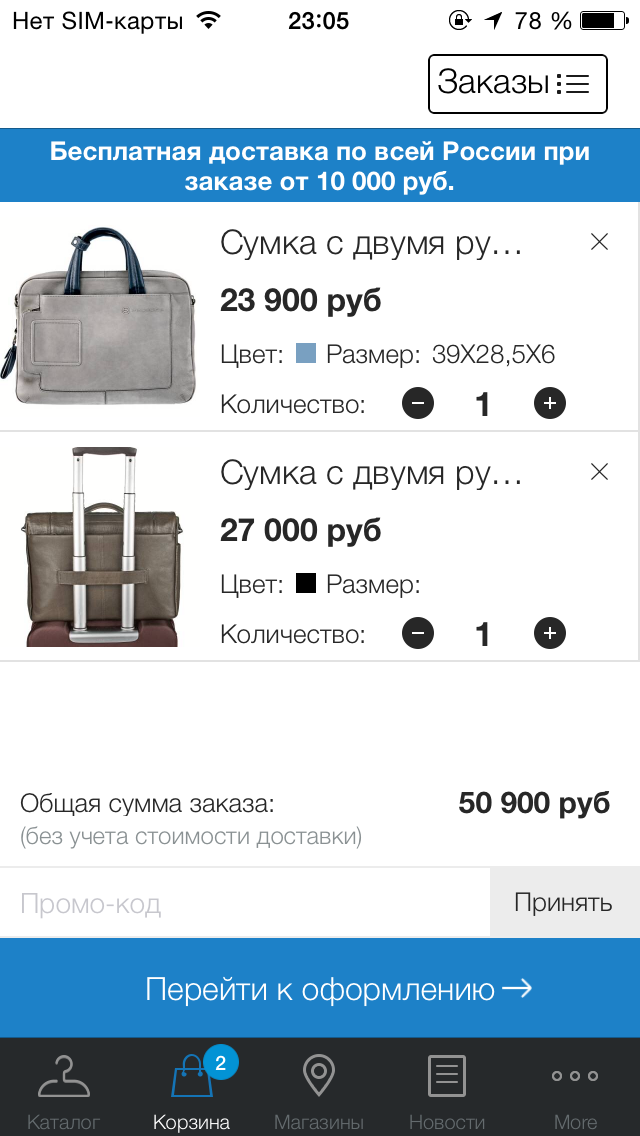 Нет SIM-карты 23:05 78 %
Заказы
Бесплатная доставка по всей России при
заказе от 10 000 руб.
Сумка с двумя ру...
23 900 руб
Цвет: Размер: 39X28,5X6
Количество: 1
Сумка с двумя ру...
27 000 руб
Цвет: Размер:
Количество: 1
Общая сумма заказа: 50 900 руб
(без учета стоимости доставки)
Промо-код Принять
Перейти к оформлению →
2
Каталог Корзина Магазины Новости More